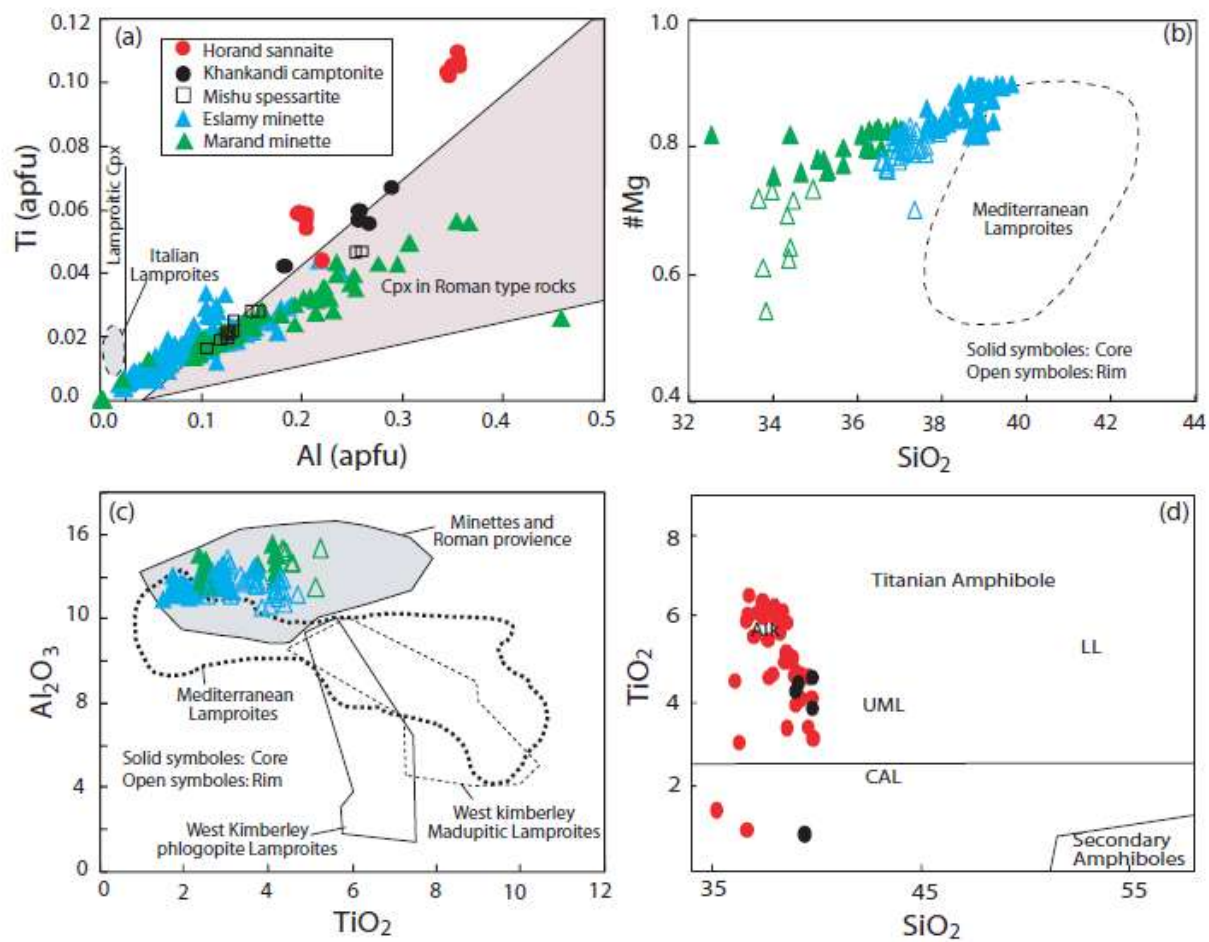 (a)
0.12
0.10
0.08
0.06
0.04
0.02
0.0
Ti (apfu)
Horand sannaite
Khankandi camptonite
Mishu spessartite
Eslamy minette
Marand minette
Lamproitic Cpx
Italian
Lamproites
Cpx in Roman type rocks
0.0
0.1
0.2
0.3
0.4
0.5
Al (apfu)
(b)
1.0
0.8
0.6
0.4
#Mg
Mediterranean
Lamproites
Solid symboles: Core
Open symboles: Rim
32
34
36
38
40
42
44
SiO₂
(c)
16
12
10
8
4
0
Al₂O₃
Minettes and
Roman provience
Mediterranean
Lamproites
Solid symboles: Core
Open symboles: Rim
West Kimberley
phlogopite Lamproites
West kimberley
Madupitic Lamproites
0
2
4
6
8
10
12
TiO₂
(d)
8
6
4
2
TiO₂
Titanian Amphibole
Alk
LL
UML
CAL
Secondary
Amphiboles
35
45
55
SiO₂